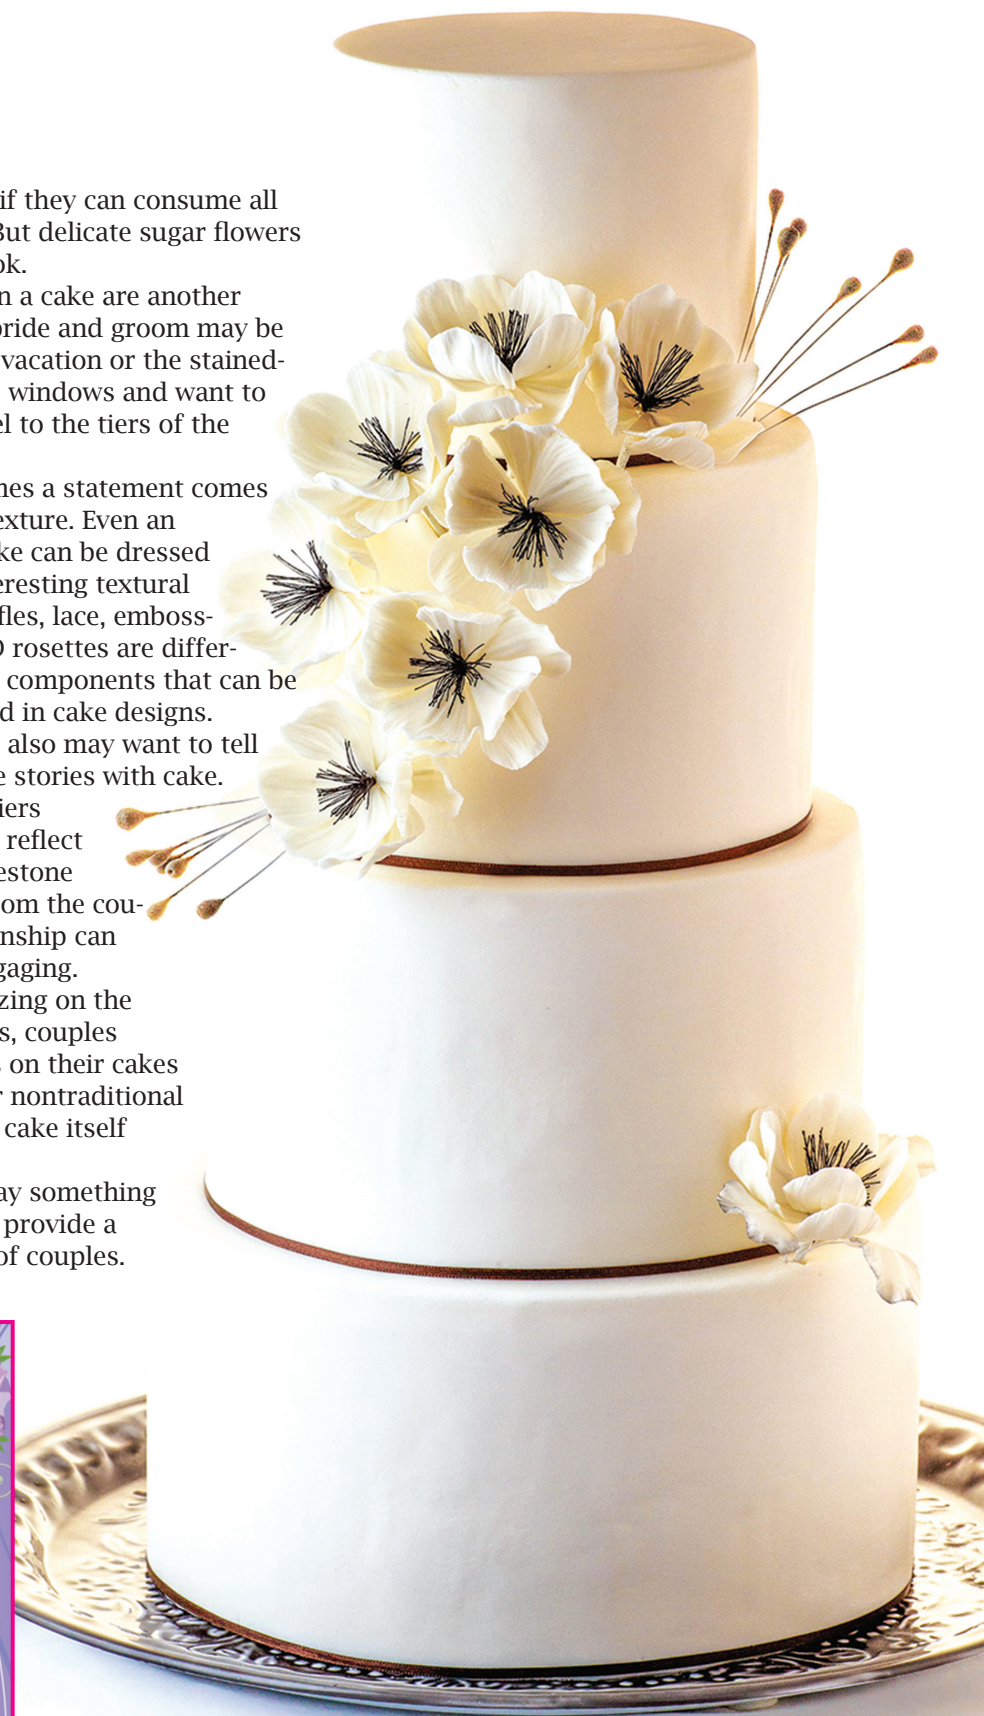 if they can consume all
But delicate sugar flowers
ok.
n a cake are another
bride and groom may be
vacation or the stained-
windows and want to
el to the tiers of the
mes a statement comes
exture. Even an
ke can be dressed
eresting textural
fles, lace, emboss-
D rosettes are differ-
components that can be
d in cake designs.
also may want to tell
e stories with cake.
iers
reflect
estone
om the cou-
nship can
gaging.
zing on the
s, couples
s on their cakes
r nontraditional
cake itself
ay something
provide a
of couples.